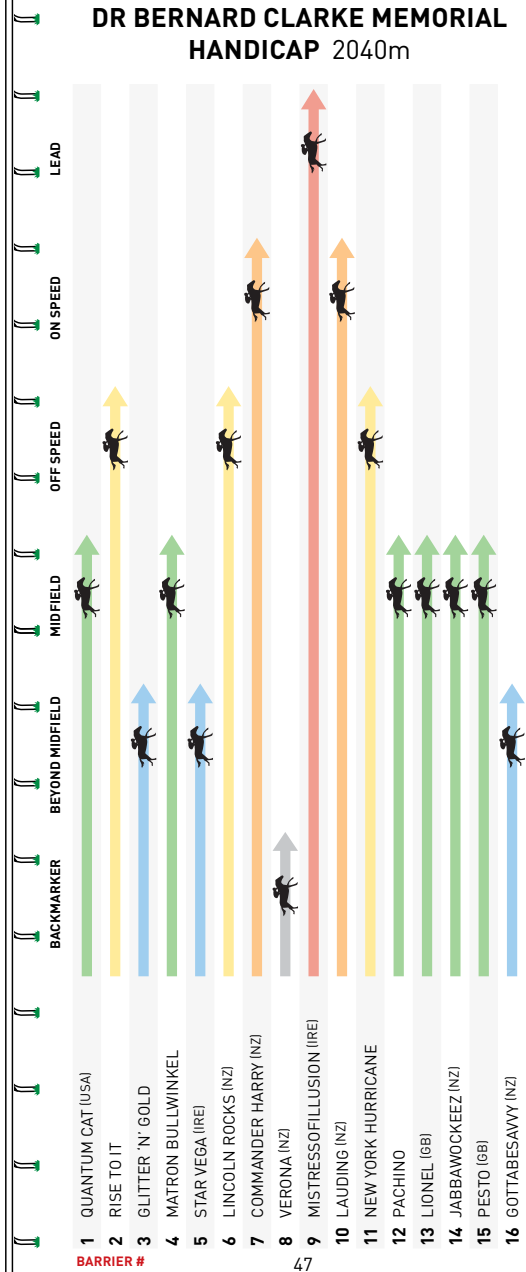 DR BERNARD CLARKE MEMORIAL
HANDICAP 2040m
LEAD
ON SPEED
OFF SPEED
MIDFIELD
BEYOND MIDFIELD
BACKMARKER
1 QUANTUM CAT (USA)
2 RISE TO IT
3 GLITTER 'N' GOLD
4 MATRON BULLWINKEL
5 STAR VEGA (IRE)
6 LINCOLN ROCKS (NZ)
7 COMMANDER HARRY (NZ)
8 VERONA (NZ)
9 MISTRESSOFILLUSION (IRE)
10 LAUDING (NZ)
11 NEW YORK HURRICANE
12 PACHINO
13 LIONEL (GB)
14 JABBAWOCKEEZ (NZ)
15 PESTO (GB)
16 GOTTABESAVVY (NZ)
BARRIER #
47